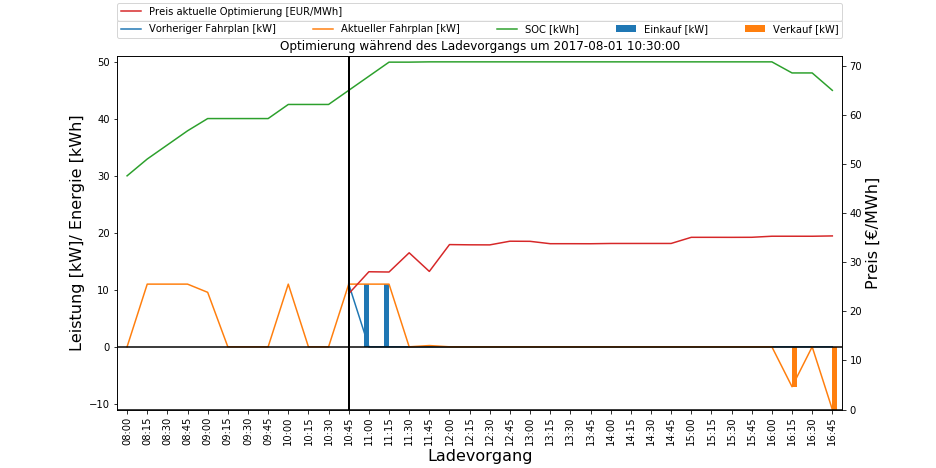 Preis aktuelle Optimierung [EUR/MWh]
Vorheriger Fahrplan [kW] Aktueller Fahrplan [kW] SOC [kWh] Einkauf [kW] Verkauf [kW]
Optimierung während des Ladevorgangs um 2017-08-01 10:30:00
Leistung [kW]/ Energie [kWh]
50
40
30
20
10
0
−10
70
60
50
40
30
20
10
0
Preis [€/MWh]
08:00 08:15 08:30 08:45 09:00 09:15 09:30 09:45 10:00 10:15 10:30 10:45 11:00 11:15 11:30 11:45 12:00 12:15 12:30 12:45 13:00 13:15 13:30 13:45 14:00 14:15 14:30 14:45 15:00 15:15 15:30 15:45 16:00 16:15 16:30 16:45
Ladevorgang